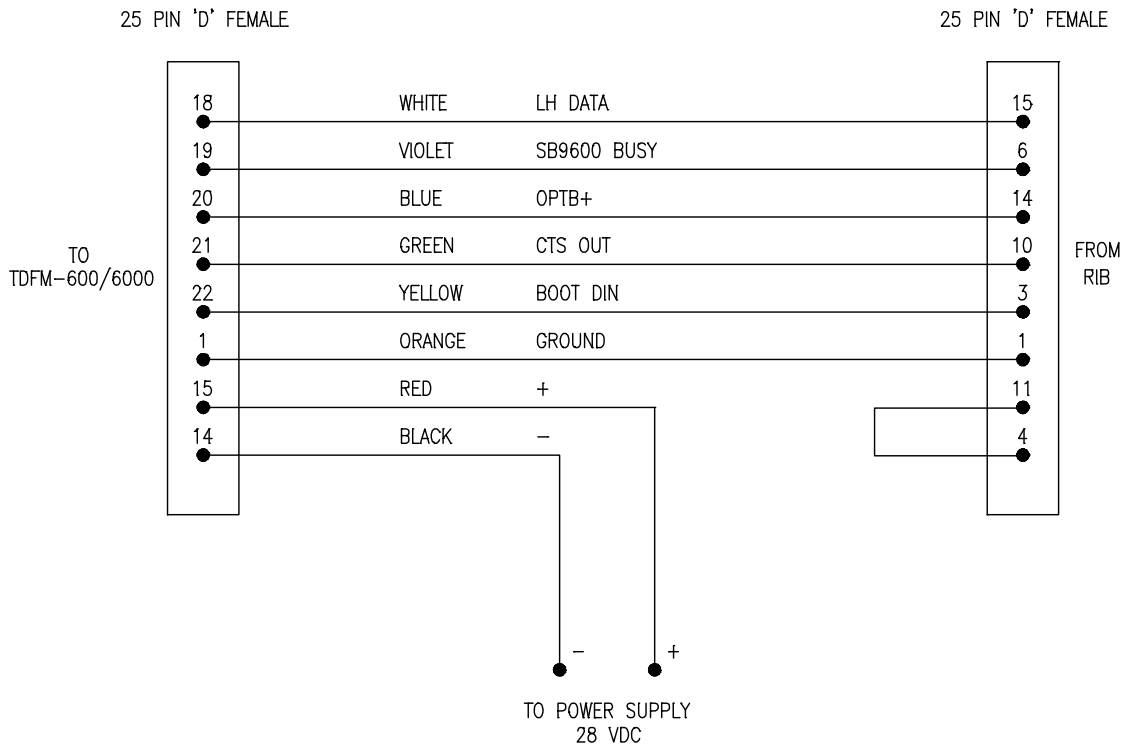 25 PIN 'D' FEMALE
25 PIN 'D' FEMALE
18 WHITE LH DATA 15
19 VIOLET SB9600 BUSY 6
20 BLUE OPTB+ 14
21 GREEN CTS OUT 10
TO
TDFM-600/6000
FROM
RIB
22 YELLOW BOOT DIN 3
1 ORANGE GROUND 1
15 RED + 11
14 BLACK - 4
- +
TO POWER SUPPLY
28 VDC